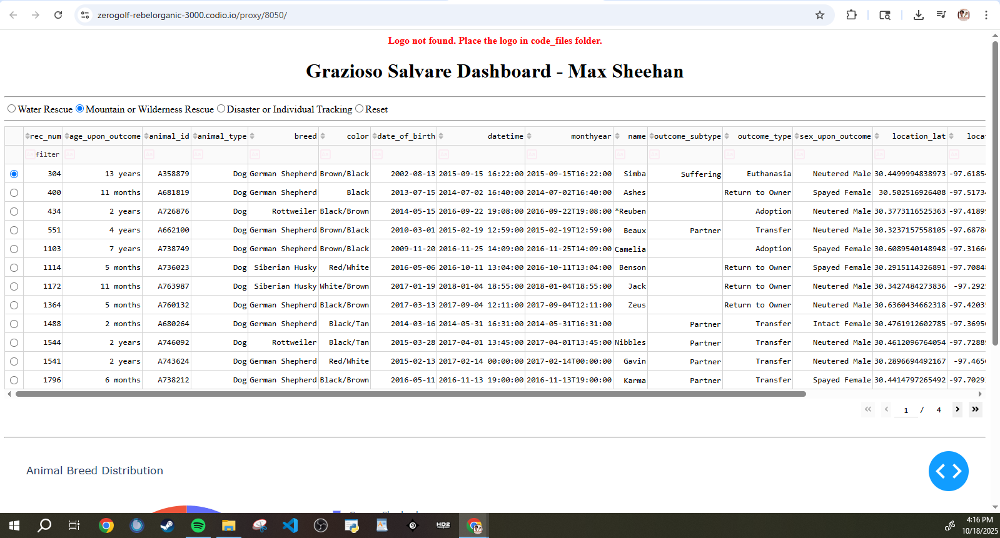 zerogolf-rebelorganic-3000.codio.io/proxy/8050/
Logo not found. Place the logo in code_files folder.
Grazioso Salvare Dashboard - Max Sheehan
Water Rescue Mountain or Wilderness Rescue Disaster or Individual Tracking Reset
rec_num age_upon_outcome animal_id animal_type breed color date_of_birth datetime monthyear name outcome_subtype outcome_type sex_upon_outcome location_lat locat
filter
304 13 years A358879 Dog German Shepherd Brown/Black 2002-08-13 2015-09-15 16:22:00 2015-09-15T16:22:00 Simba Suffering Euthanasia Neutered Male 30.4499994838973 -97.6185
400 11 months A681819 Dog German Shepherd Black 2013-07-15 2014-07-02 16:40:00 2014-07-02T16:40:00 Ashes Return to Owner Spayed Female 30.502516926408 -97.5173
434 2 years A726876 Dog Rottweiler Black/Brown 2014-05-15 2016-09-22 19:08:00 2016-09-22T19:08:00 *Reuben Adoption Neutered Male 30.3773116525363 -97.4189
551 4 years A662100 Dog German Shepherd Brown/Black 2010-03-01 2015-02-19 12:59:00 2015-02-19T12:59:00 Beaux Partner Transfer Neutered Male 30.3237157558105 -97.6878
1103 7 years A738749 Dog German Shepherd Brown/Black 2009-11-20 2016-11-25 14:09:00 2016-11-25T14:09:00 Camelia Adoption Spayed Female 30.6089540148948 -97.3166
1114 5 months A736023 Dog Siberian Husky Red/White 2016-05-06 2016-10-11 13:04:00 2016-10-11T13:04:00 Benson Return to Owner Spayed Female 30.2915114326891 -97.7084
1172 11 months A763987 Dog Siberian Husky White/Brown 2017-01-19 2018-01-04 18:55:00 2018-01-04T18:55:00 Jack Return to Owner Neutered Male 30.3427484273836 -97.292
1364 5 months A760132 Dog German Shepherd Black/Brown 2017-03-13 2017-09-04 12:11:00 2017-09-04T12:11:00 Zeus Return to Owner Neutered Male 30.6360434662318 -97.4203
1488 2 months A680264 Dog German Shepherd Black/Tan 2014-03-16 2014-05-31 16:31:00 2014-05-31T16:31:00 Partner Transfer Intact Female 30.4761912602785 -97.3695
1544 2 years A746092 Dog Rottweiler Black/Tan 2015-03-28 2017-04-01 13:45:00 2017-04-01T13:45:00 Nibbles Partner Transfer Neutered Male 30.4612096764054 -97.7288
1541 2 years A743624 Dog German Shepherd Red/White 2015-02-13 2017-02-14 00:00:00 2017-02-14T00:00:00 Gavin Partner Transfer Neutered Male 30.2896694492167 -97.465
1796 6 months A738212 Dog German Shepherd Black/Brown 2016-05-11 2016-11-13 19:00:00 2016-11-13T19:00:00 Karma Partner Transfer Spayed Female 30.4414797265492 -97.7029
1 / 4
Animal Breed Distribution
HD2
4:16 PM
10/18/2025